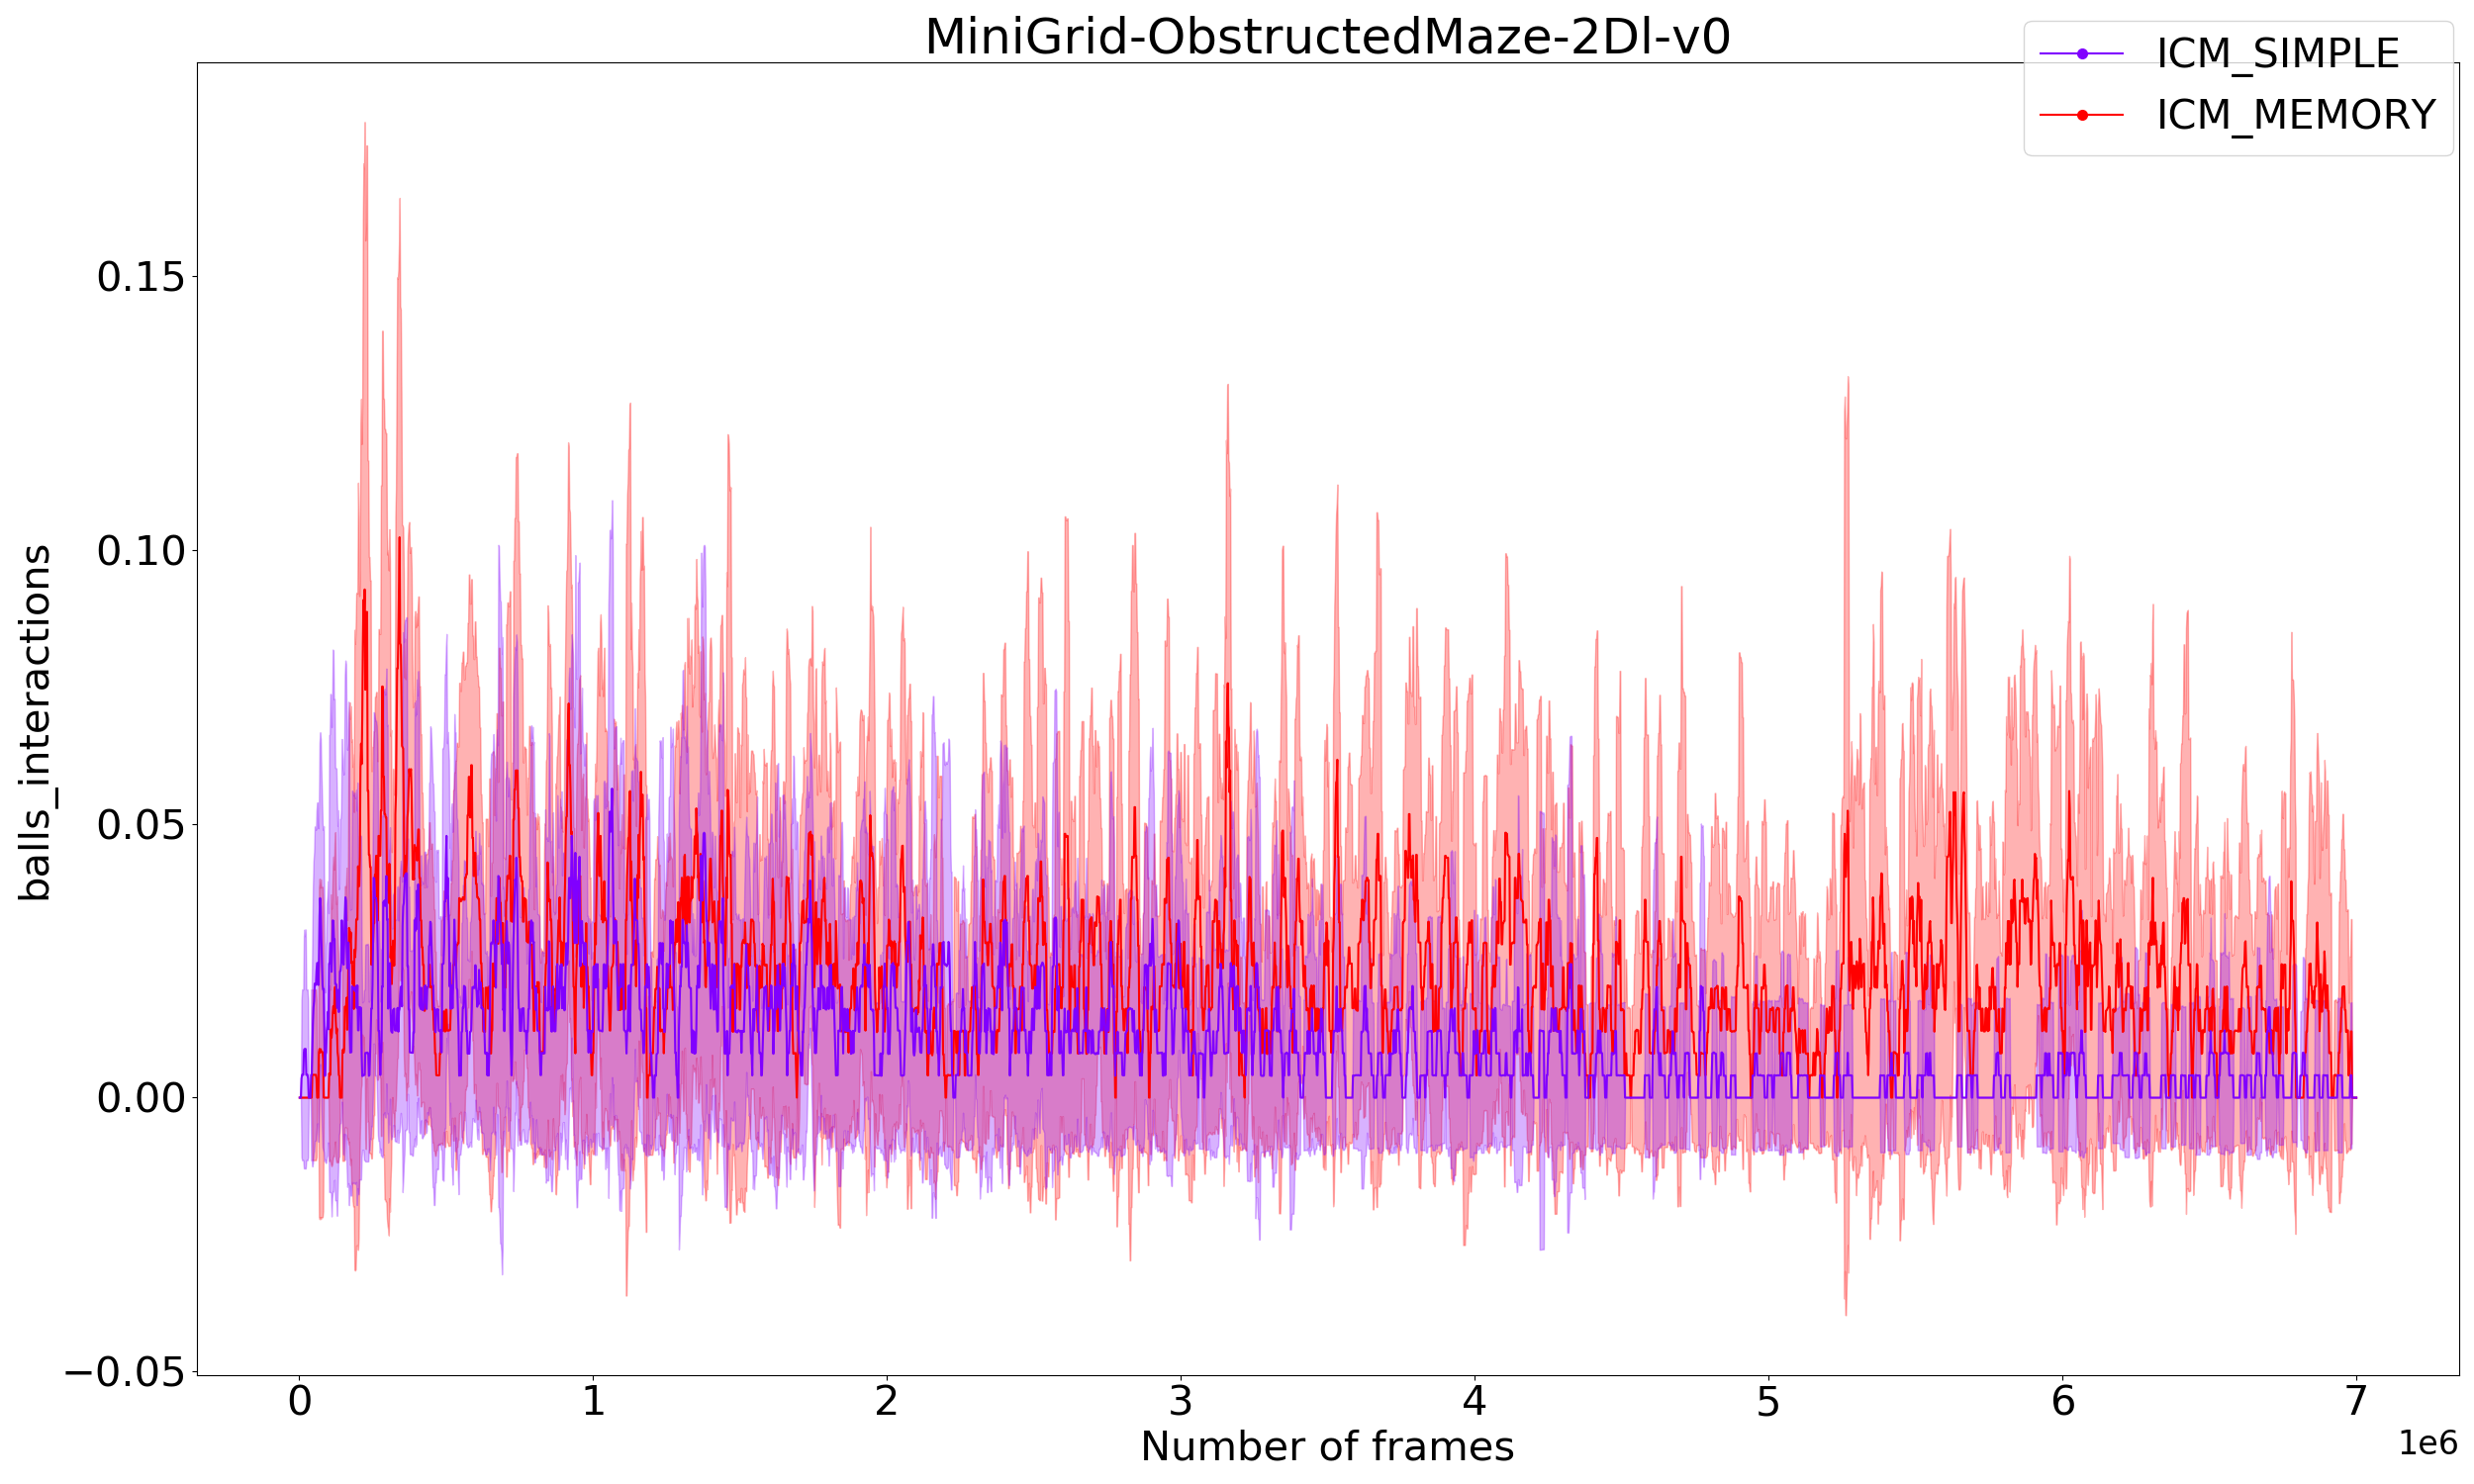 MiniGrid-ObstructedMaze-2Dl-v0
ICM_SIMPLE
ICM_MEMORY
balls_interactions
0.15
0.10
0.05
0.00
−0.05
0 1 2 3 4 5 6 7
Number of frames
1e6